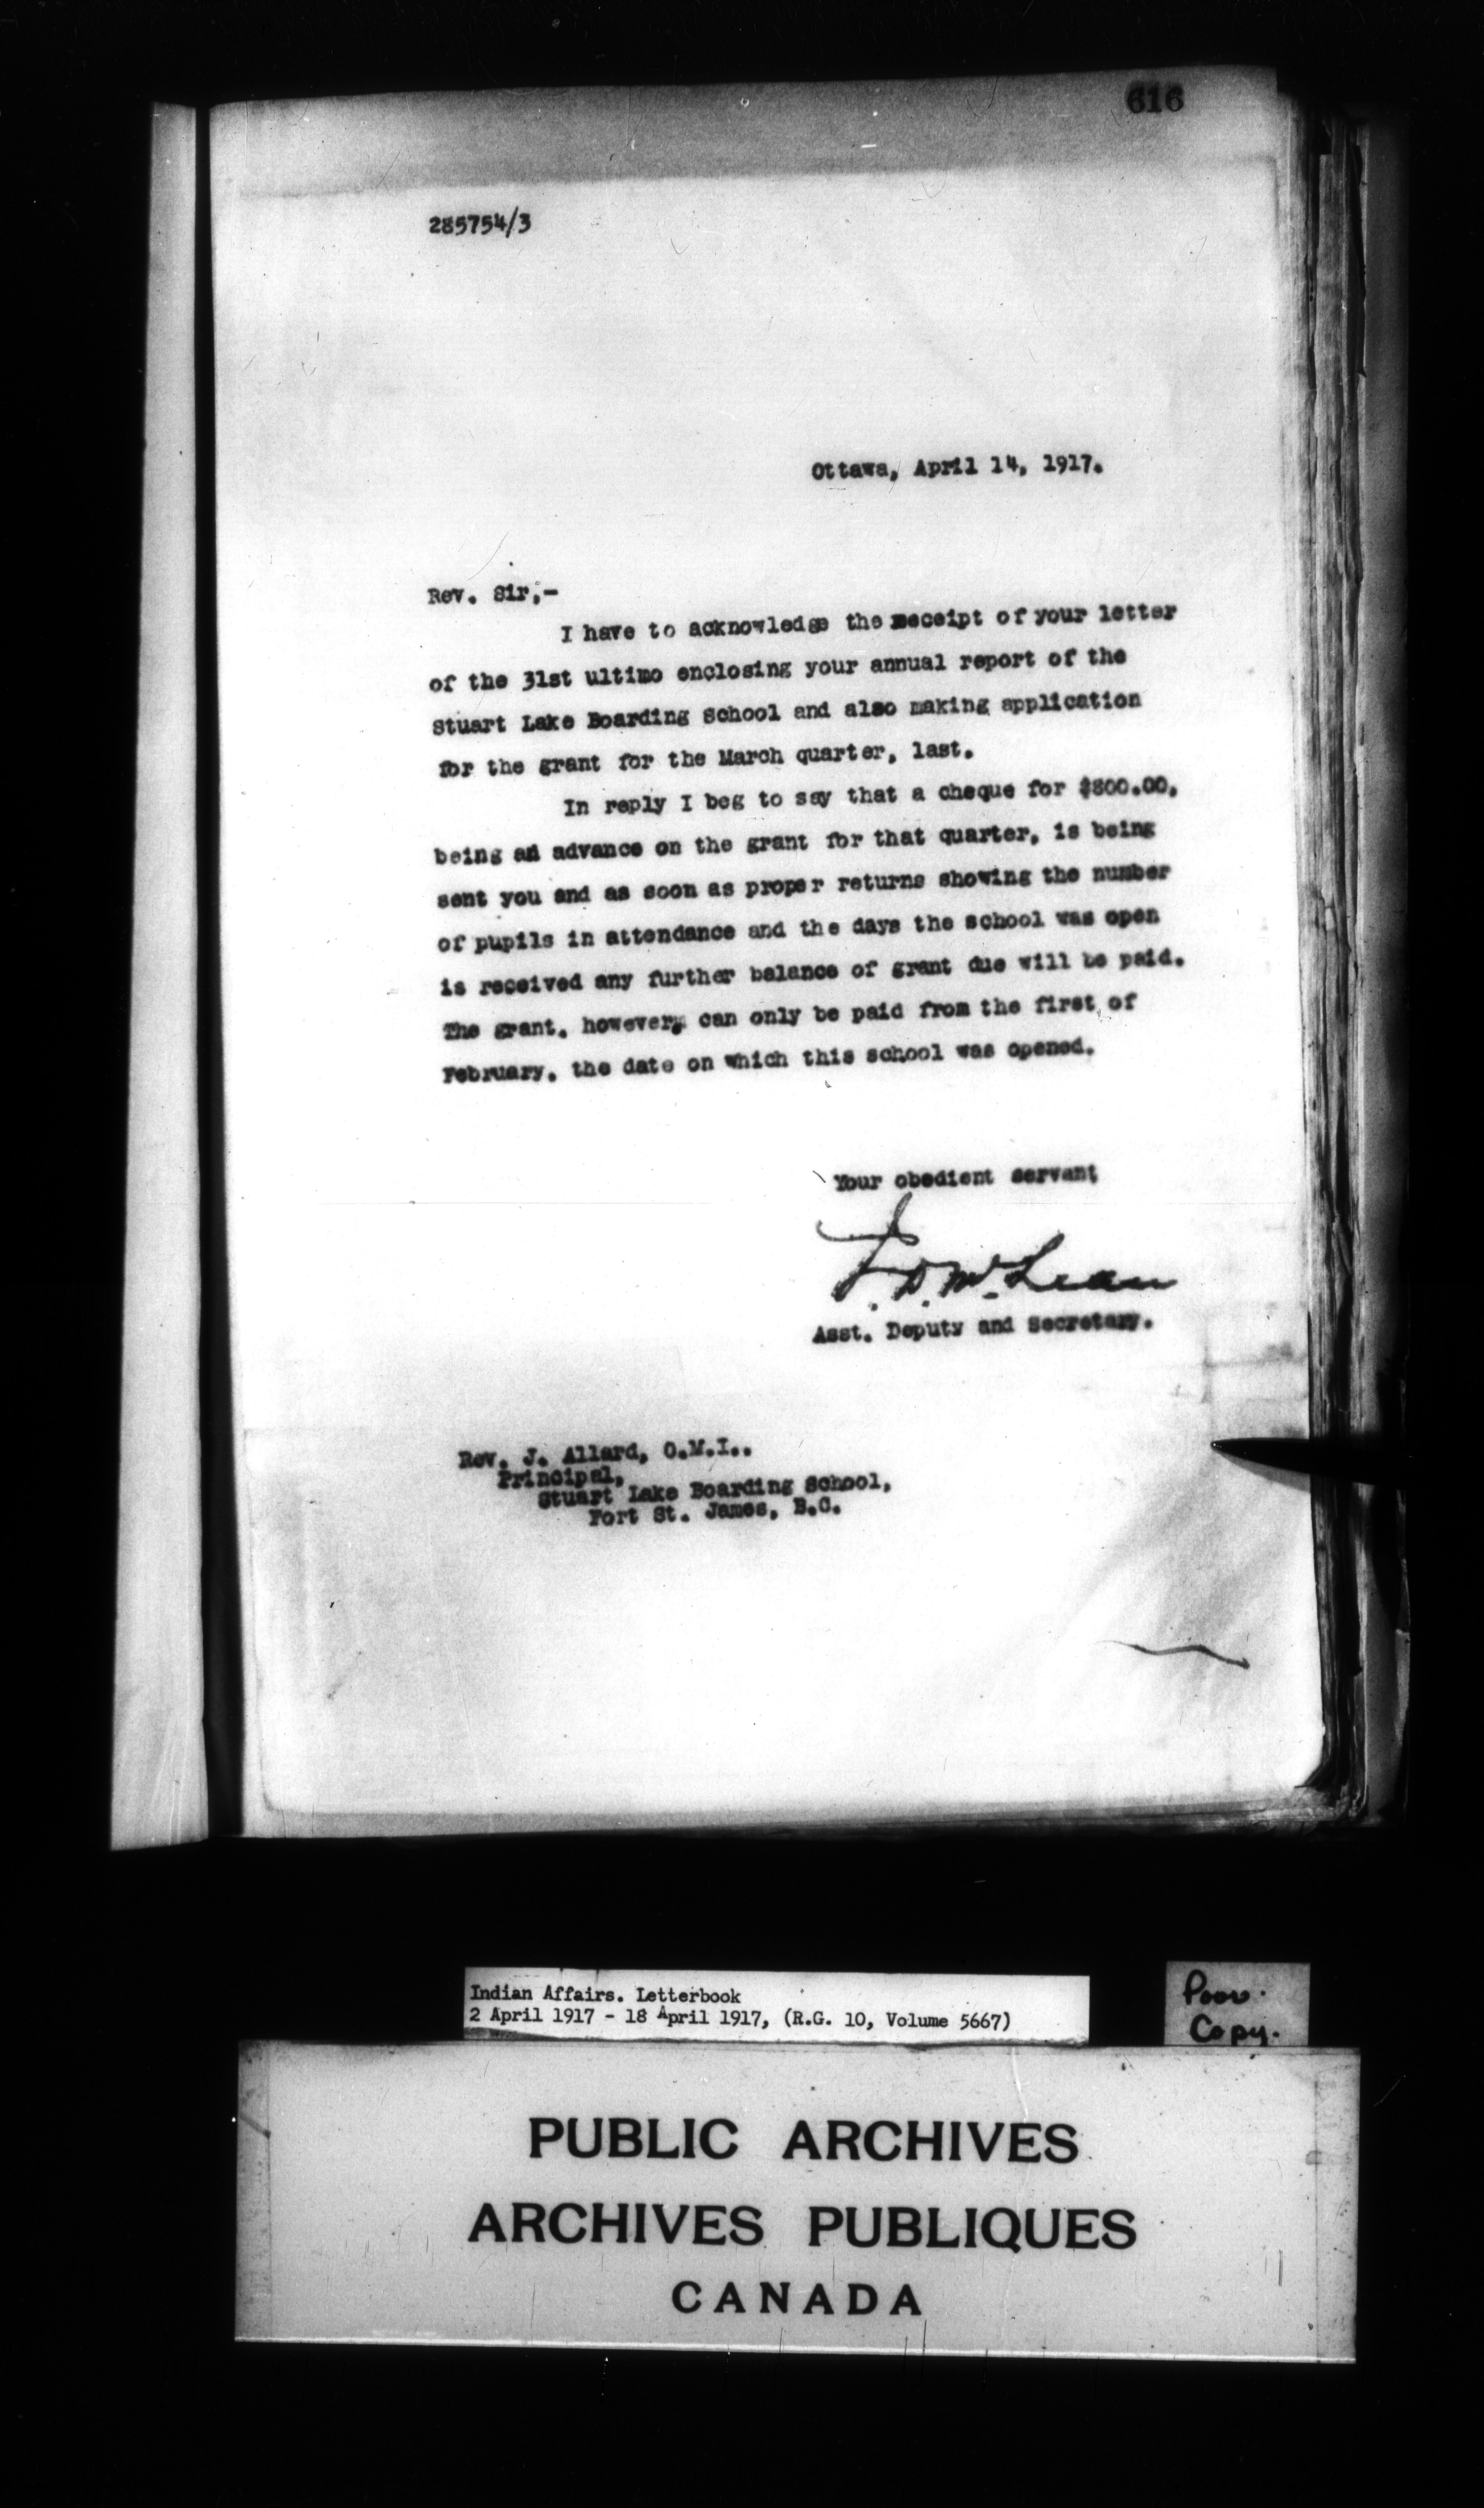 616
285754/3
Ottawa, April 14, 1917.
Rev. Sir,-
I have to acknowledge the receipt of your letter
of the 31st ultimo enclosing your annual report of the
Stuart Lake Boarding School and also making application
for the grant for the March quarter, last.
In reply I beg to say that a cheque for $800.00,
being an advance on the grant for that quarter, is being
sent you and as soon as proper returns showing the number
of pupils in attendance and the days the school was open
is received any further balance of grant due will be paid.
The grant, however, can only be paid from the first of
February, the date on which this school was opened.
Your obedient servant
J. D. McLean
Asst. Deputy and Secretary.
Rev. J. Allard, O.M.I..
Principal,
Stuart Lake Boarding School,
Fort St. James, B.C.
Indian Affairs. Letterbook
2 April 1917 - 18 April 1917, (R.G. 10, Volume 5667)
Poor.
Copy.
PUBLIC ARCHIVES
ARCHIVES PUBLIQUES
CANADA